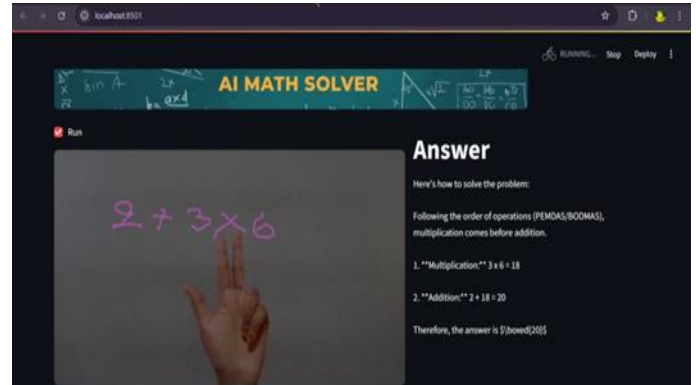 localhost:8501
RUNNING... Stop Deploy
AI MATH SOLVER
Run
2 + 3 × 6
Answer
Here's how to solve the problem:
Following the order of operations (PEMDAS/BODMAS),
multiplication comes before addition.
1. **Multiplication:** 3 x 6 = 18
2. **Addition:** 2 + 18 = 20
Therefore, the answer is $\boxed{20}$